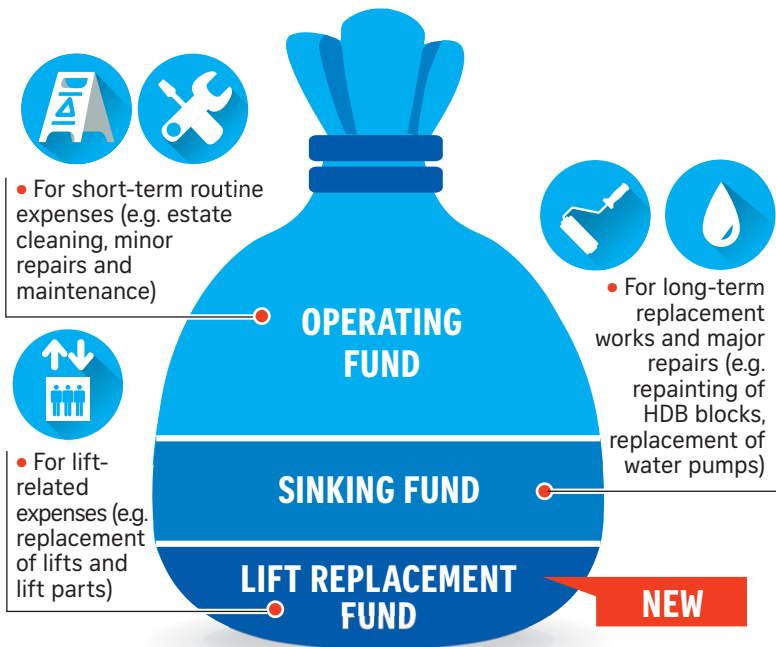 • For short-term routine
expenses (e.g. estate
cleaning, minor
repairs and
maintenance)
OPERATING
FUND
• For long-term
replacement
works and major
repairs (e.g.
repainting of
HDB blocks,
replacement of
water pumps)
SINKING FUND
• For lift-
related
expenses (e.g.
replacement
of lifts and
lift parts)
LIFT REPLACEMENT
FUND
NEW